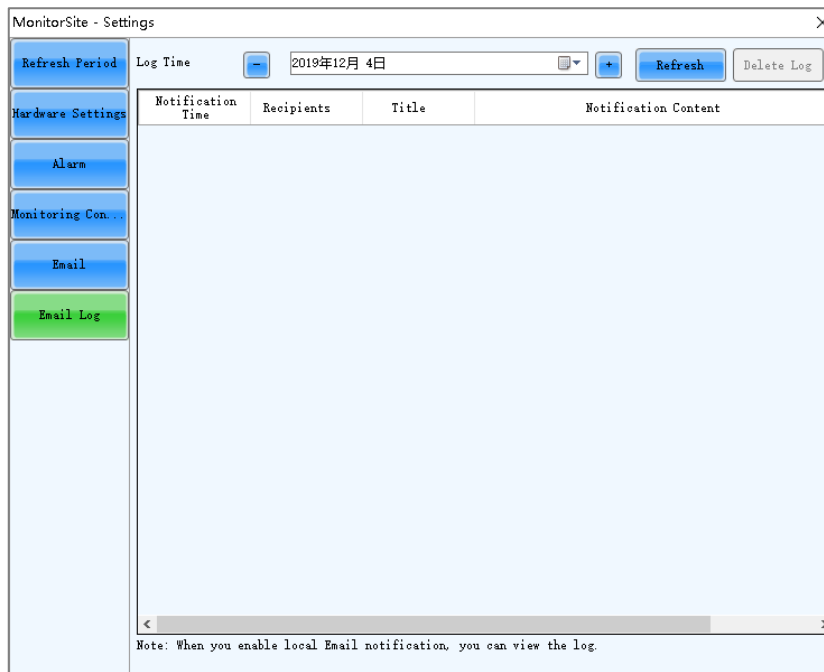 MonitorSite - Settings
Refresh Period
Hardware Settings
Alarm
Monitoring Con...
Email
Email Log
Log Time
-
2019年12月 4日
+
Refresh
Delete Log
Notification Time
Recipients
Title
Notification Content
Note: When you enable local Email notification, you can view the log.